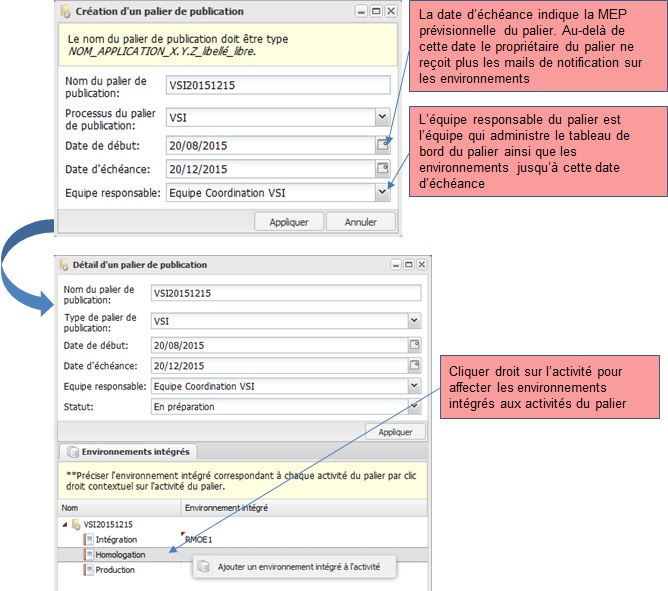 Création d'un palier de publication
Le nom du palier de publication doit être type
NOM_APPLICATION_X.Y.Z_libellé_libre.
Nom du palier de publication: VSI20151215
Processus du palier de publication: VSI
Date de début: 20/08/2015
Date d'échéance: 20/12/2015
Equipe responsable: Equipe Coordination VSI
Appliquer Annuler
La date d'échéance indique la MEP
prévisionnelle du palier. Au-delà de
cette date le propriétaire du palier ne
reçoit plus les mails de notification sur
les environnements
L'équipe responsable du palier est
l'équipe qui administre le tableau de
bord du palier ainsi que les
environnements jusqu'à cette date
d'échéance
Détail d'un palier de publication
Nom du palier de publication: VSI20151215
Type de palier de publication: VSI
Date de début: 20/08/2015
Date d'échéance: 20/12/2015
Equipe responsable: Equipe Coordination VSI
Statut: En préparation
Appliquer
Cliquer droit sur l'activité pour
affecter les environnements
intégrés aux activités du palier
Environnements intégrés
**Préciser l'environnement intégré correspondant à chaque activité du palier par clic
droit contextuel sur l'activité du palier.
Nom Environnement intégré
VSI20151215
Intégration RMOE1
Homologation
Ajouter un environnement intégré à l'activité
Production